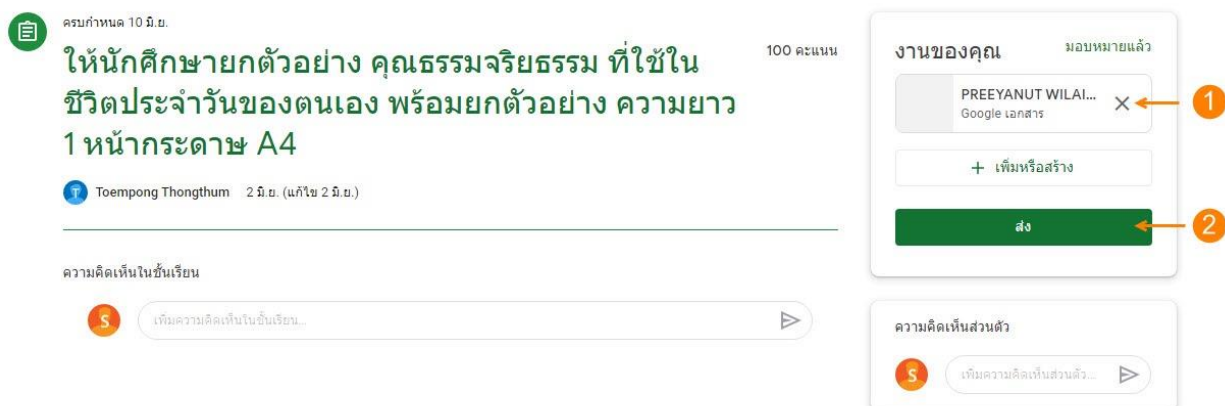 ครบกำหนด 10 มิ.ย.
ให้นักศึกษายกตัวอย่าง คุณธรรมจริยธรรม ที่ใช้ใน
ชีวิตประจำวันของตนเอง พร้อมยกตัวอย่าง ความยาว
1 หน้ากระดาษ A4
100 คะแนน
T Toempong Thongthum 2 มิ.ย. (แก้ไข 2 มิ.ย.)
ความคิดเห็นในชั้นเรียน
S เพิ่มความคิดเห็นในชั้นเรียน...
งานของคุณ มอบหมายแล้ว
PREEYANUT WILAI...
Google เอกสาร
1
+ เพิ่มหรือสร้าง
ส่ง
2
ความคิดเห็นส่วนตัว
S เพิ่มความคิดเห็นส่วนตัว...